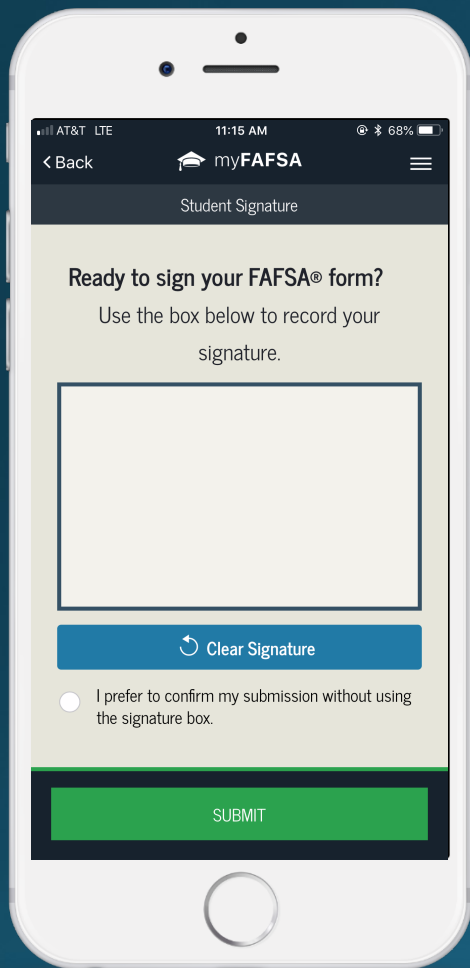 AT&T LTE 11:15 AM 68%
Back myFAFSA
Student Signature
Ready to sign your FAFSA® form?
Use the box below to record your
signature.
Clear Signature
I prefer to confirm my submission without using
the signature box.
SUBMIT